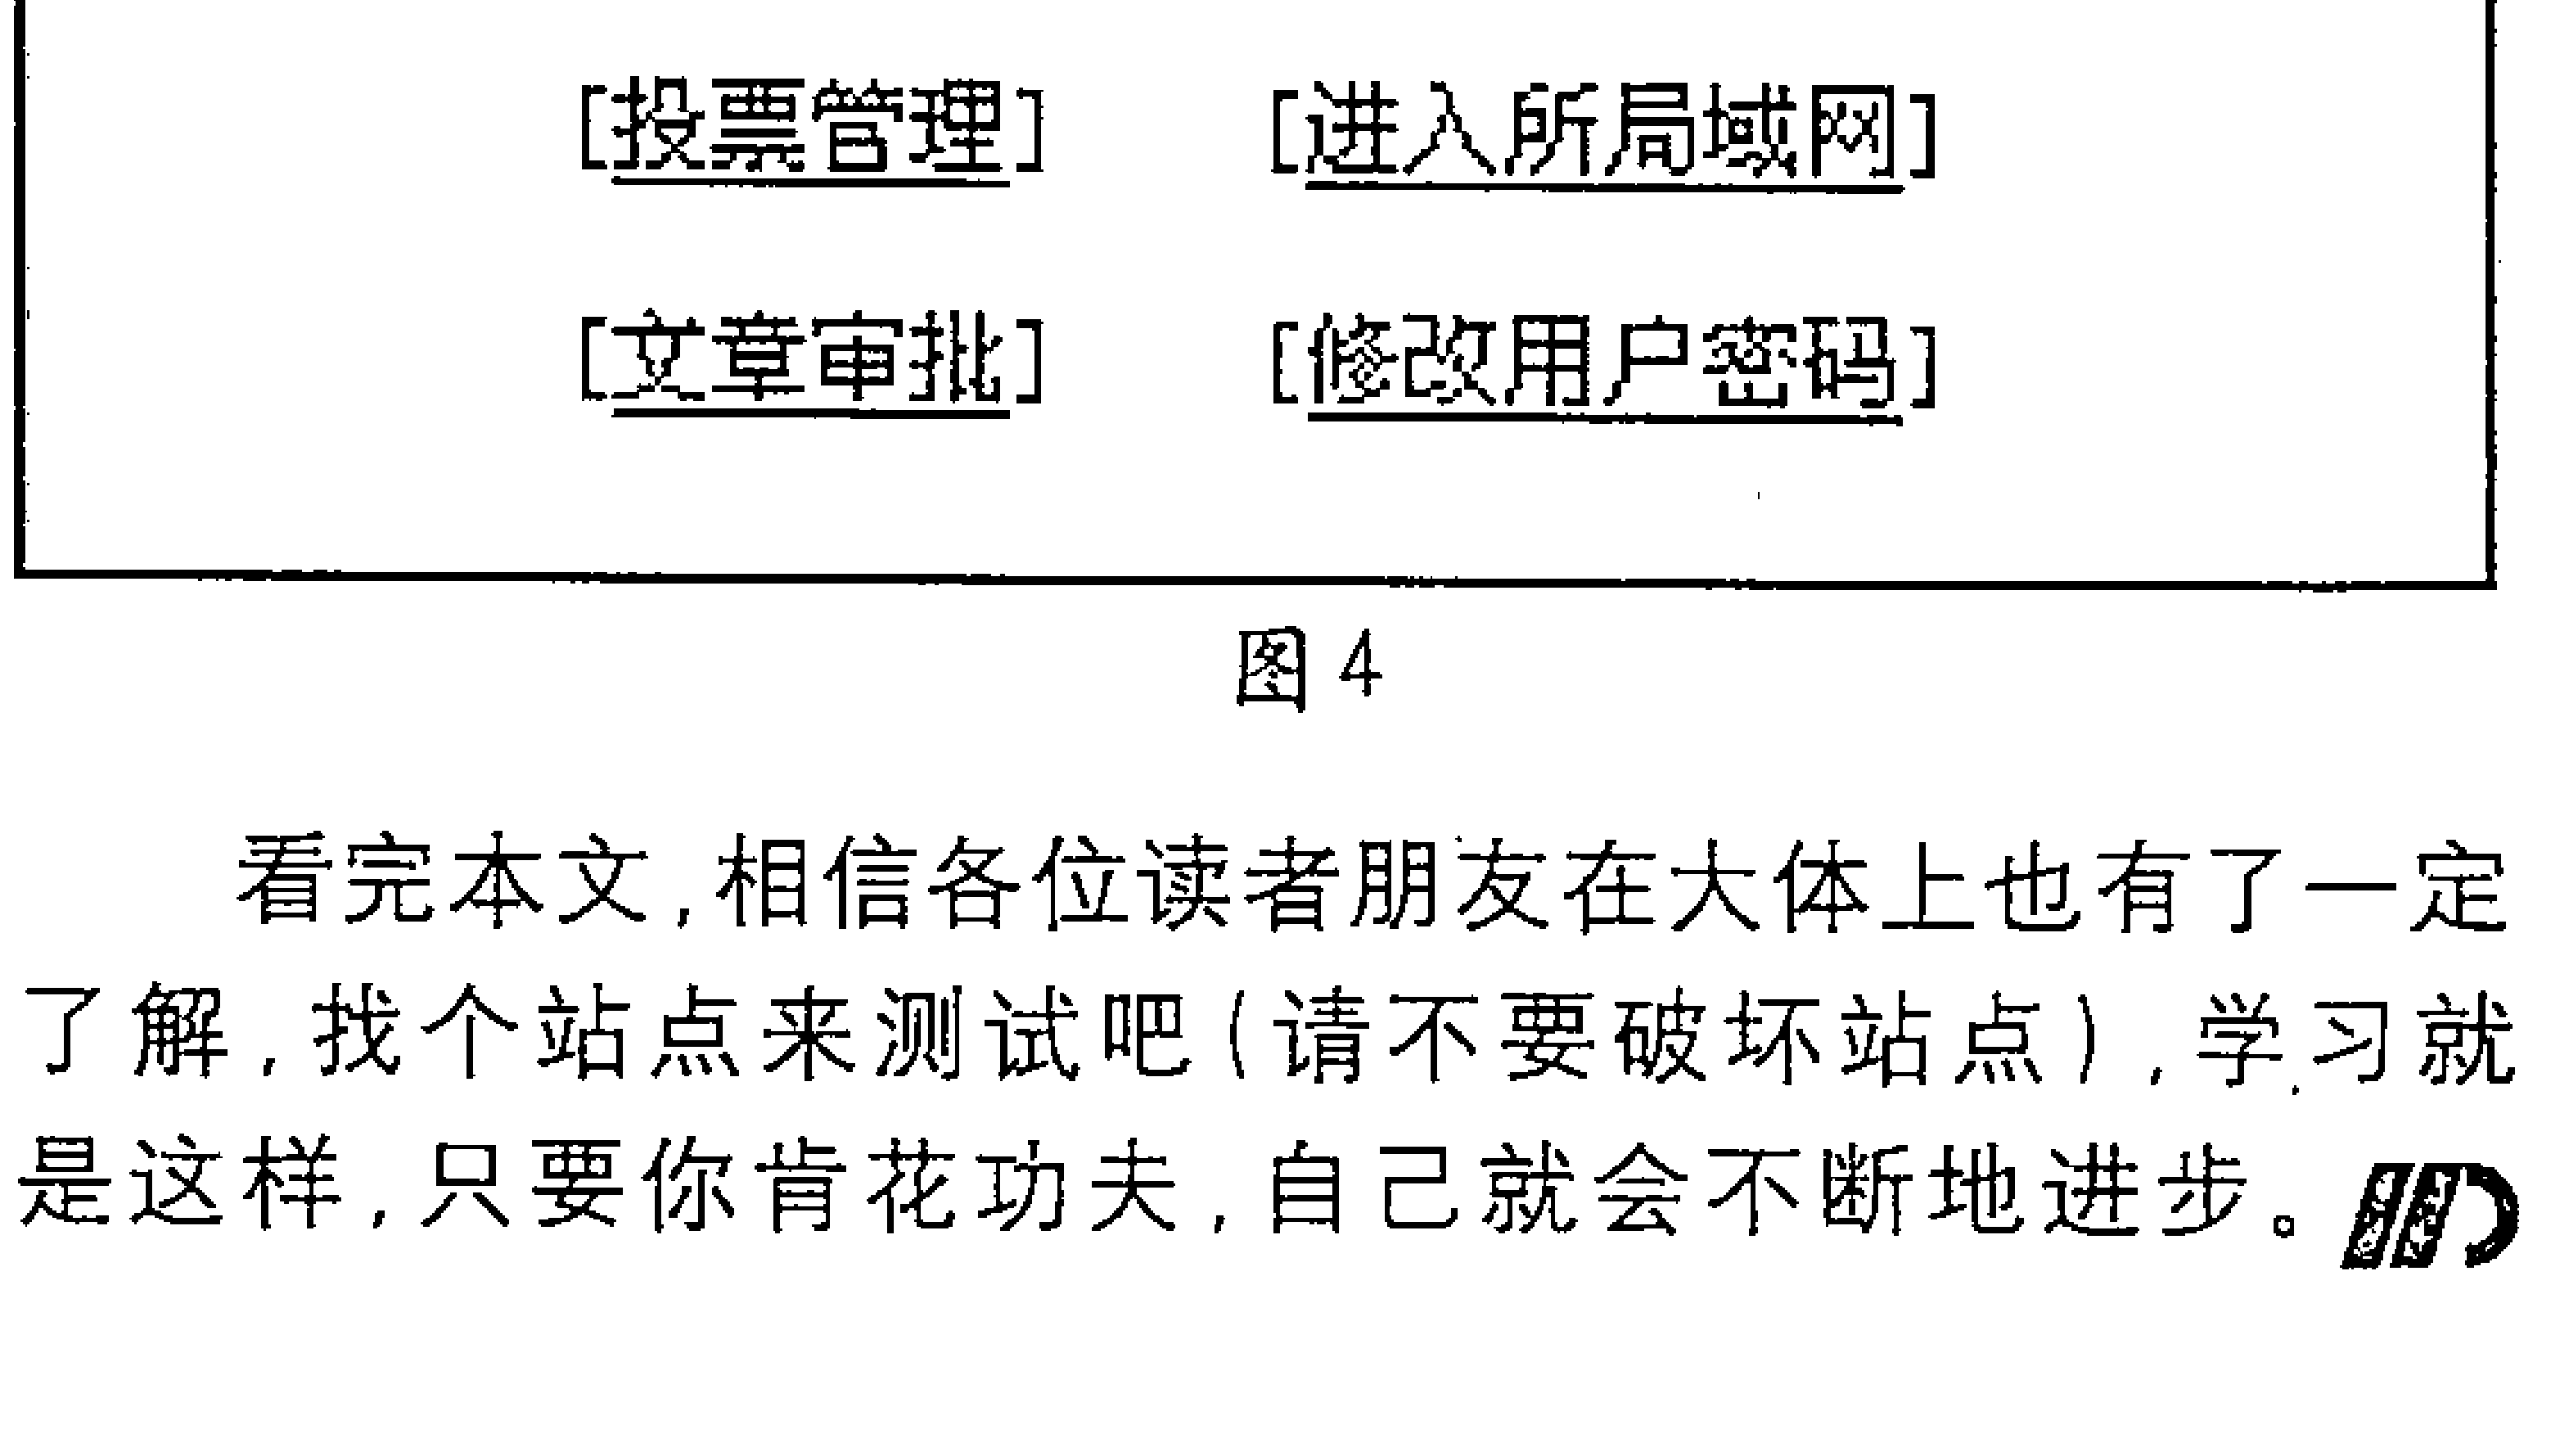 [投票管理] [进入所局域网]
[文章审批] [修改用户密码]
图 4
看完本文,相信各位读者朋友在大体上也有了一定
了解,找个站点来测试吧(请不要破坏站点),学习就
是这样,只要你肯花功夫,自己就会不断地进步。